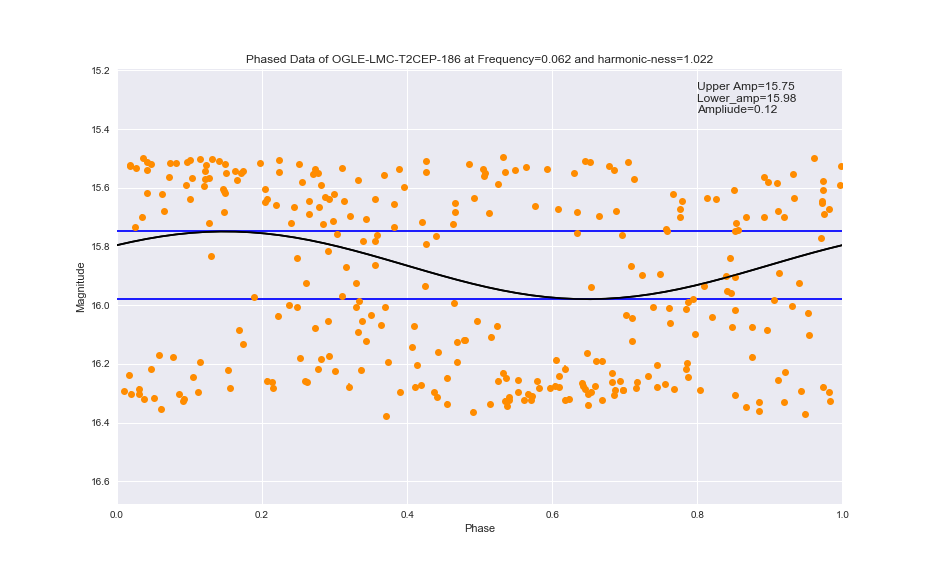 Phased Data of OGLE-LMC-T2CEP-186 at Frequency=0.062 and harmonic-ness=1.022
Upper Amp=15.75
Lower_amp=15.98
Ampliude=0.12
15.2
15.4
15.6
15.8
16.0
16.2
16.4
16.6
Magnitude
0.0 0.2 0.4 0.6 0.8 1.0
Phase